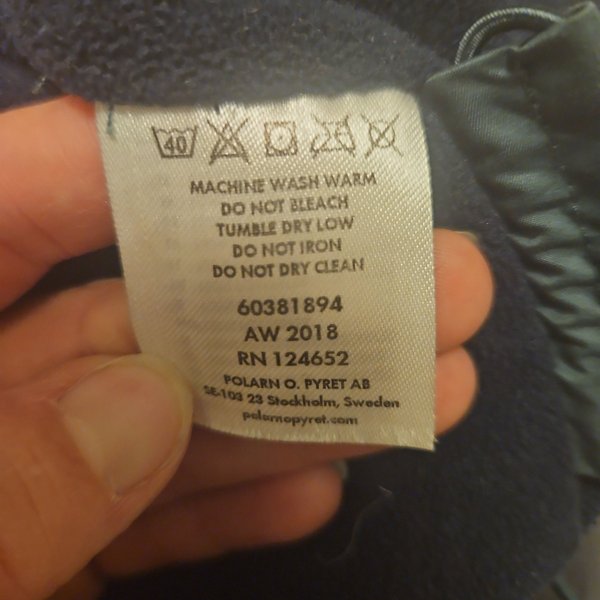 40
MACHINE WASH WARM
DO NOT BLEACH
TUMBLE DRY LOW
DO NOT IRON
DO NOT DRY CLEAN
60381894
AW 2018
RN 124652
POLARN O. PYRET AB
SE-103 23 Stockholm, Sweden
polarnopyret.com